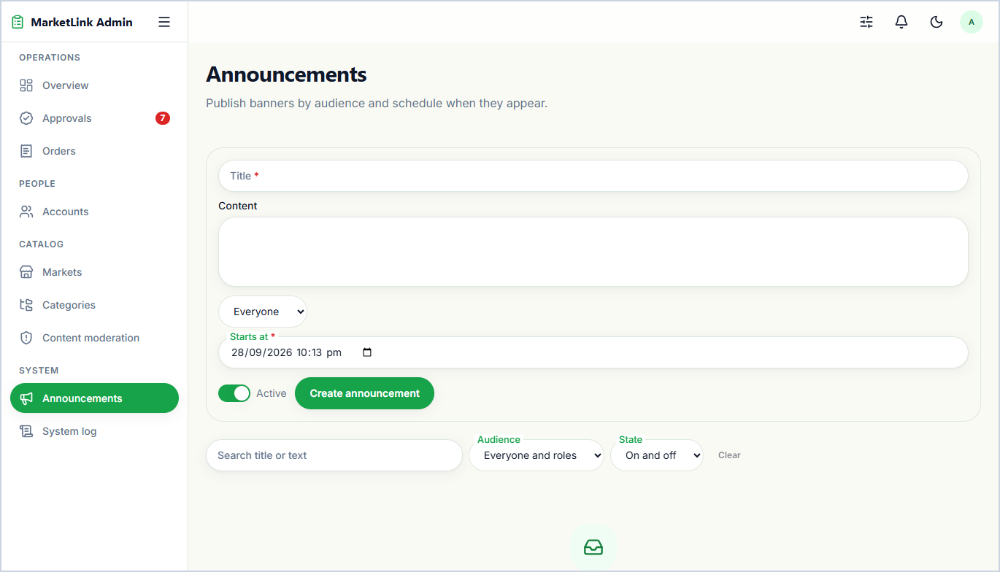 MarketLink Admin
A
OPERATIONS
Overview
Approvals
7
Orders
PEOPLE
Accounts
CATALOG
Markets
Categories
Content moderation
SYSTEM
Announcements
System log
Announcements
Publish banners by audience and schedule when they appear.
Title *
Content
Everyone
Starts at *
28/09/2026 10:13 pm
Active
Create announcement
Search title or text
Audience
Everyone and roles
State
On and off
Clear